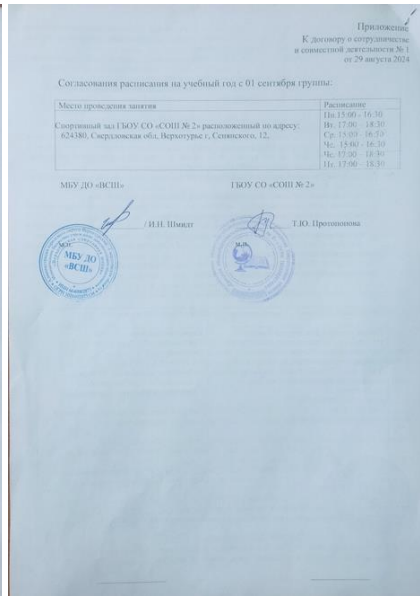 Приложение
К договору о сотрудничестве
и совместной деятельности № 1
от 29 августа 2024
Согласования расписания на учебный год с 01 сентября группы:
Место проведения занятия
Расписание
Спортивный зал ГБОУ СО «СОШ № 2» расположенный по адресу:
624380, Свердловская обл, Верхотурье г, Сенянского, 12,
Пн.15:00 - 16:30
Вт. 17:00 - 18:30
Ср. 15:00 - 16:30
Чс. 15:00 - 16:30
Чс. 17:30 - 18:30
Пт. 17:00 - 18:30
МБУ ДО «ВСШ»
ГБОУ СО «СОШ № 2»
/ И.Н. Шмидт
Т.Ю. Протопопова
М.П.
М.П.
МБУ ДО
«ВСШ»